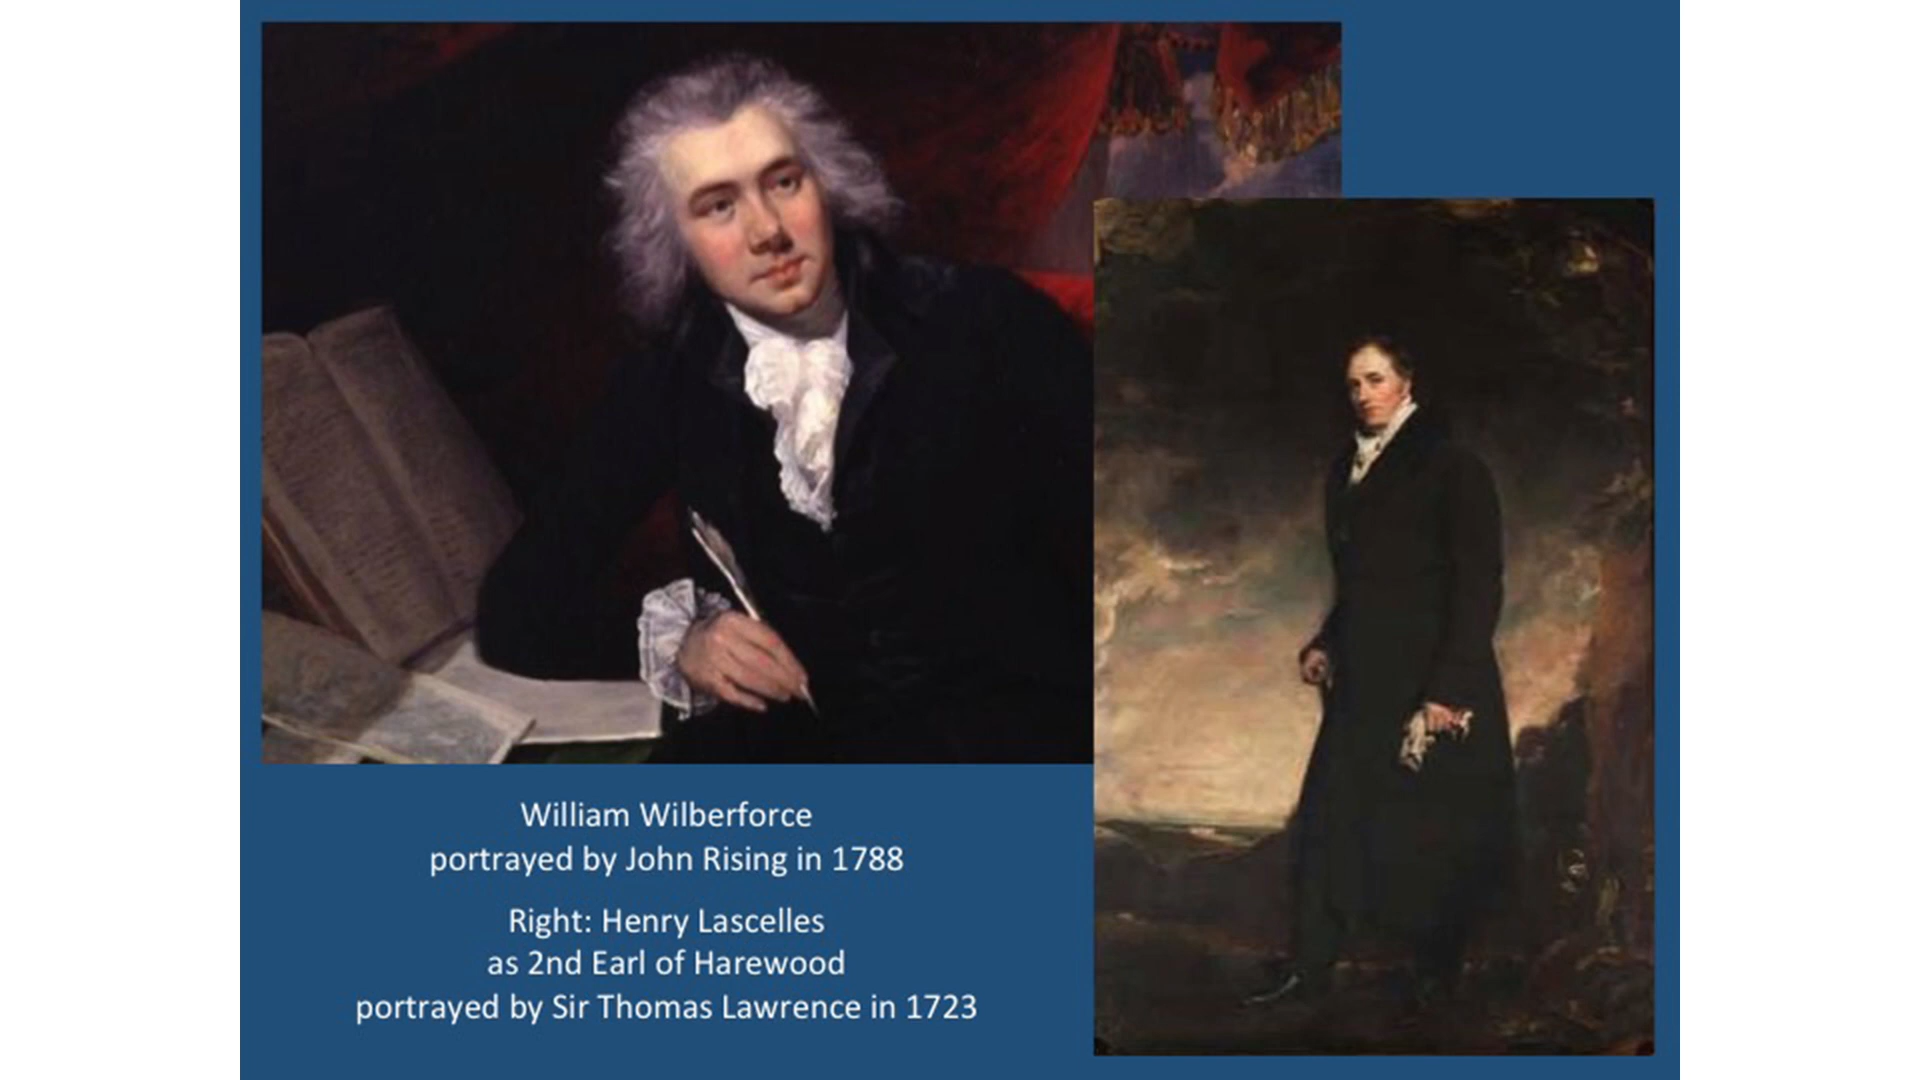 William Wilberforce
portrayed by John Rising in 1788
Right: Henry Lascelles
as 2nd Earl of Harewood
portrayed by Sir Thomas Lawrence in 1723